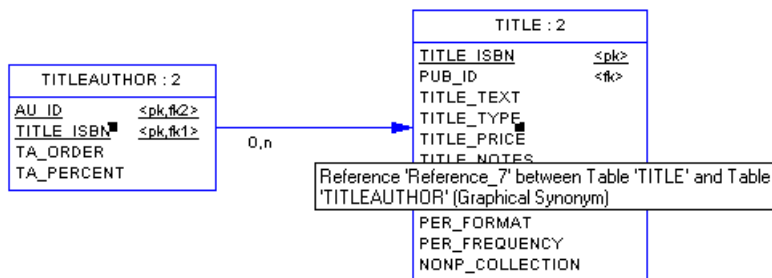 TITLEAUTHOR : 2
AU_ID <pk,fk2>
TITLE_ISBN <pk,fk1>
TA_ORDER
TA_PERCENT
0,n
TITLE : 2
TITLE_ISBN <pk>
PUB_ID <fk>
TITLE_TEXT
TITLE_TYPE
TITLE_PRICE
TITLE_NOTES
Reference 'Reference_7' between Table 'TITLE' and Table
'TITLEAUTHOR' (Graphical Synonym)
PER_FORMAT
PER_FREQUENCY
NONP_COLLECTION